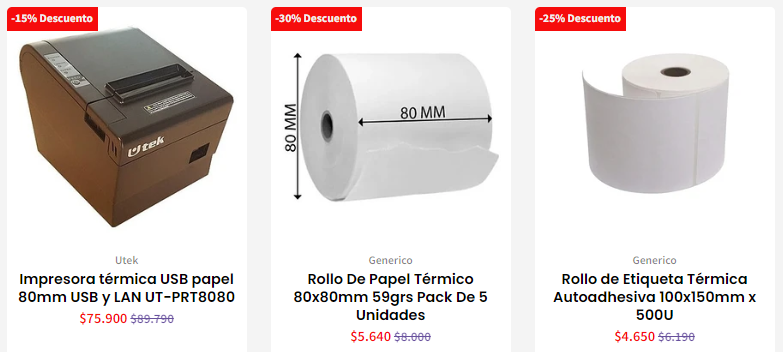 -15% Descuento
Utek
Utek
Impresora térmica USB papel
80mm USB y LAN UT-PRT8080
$75.900 $89.790
-30% Descuento
80 MM
80 MM
Generico
Rollo De Papel Térmico
80x80mm 59grs Pack De 5
Unidades
$5.640 $8.000
-25% Descuento
Generico
Rollo de Etiqueta Térmica
Autoadhesiva 100x150mm x
500U
$4.650 $6.190